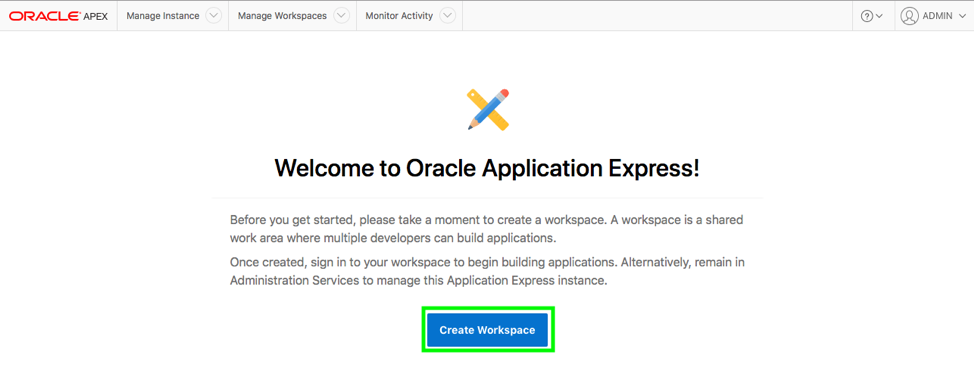 ORACLE APEX Manage Instance Manage Workspaces Monitor Activity ? ADMIN
Welcome to Oracle Application Express!
Before you get started, please take a moment to create a workspace. A workspace is a shared
work area where multiple developers can build applications.
Once created, sign in to your workspace to begin building applications. Alternatively, remain in
Administration Services to manage this Application Express instance.
Create Workspace